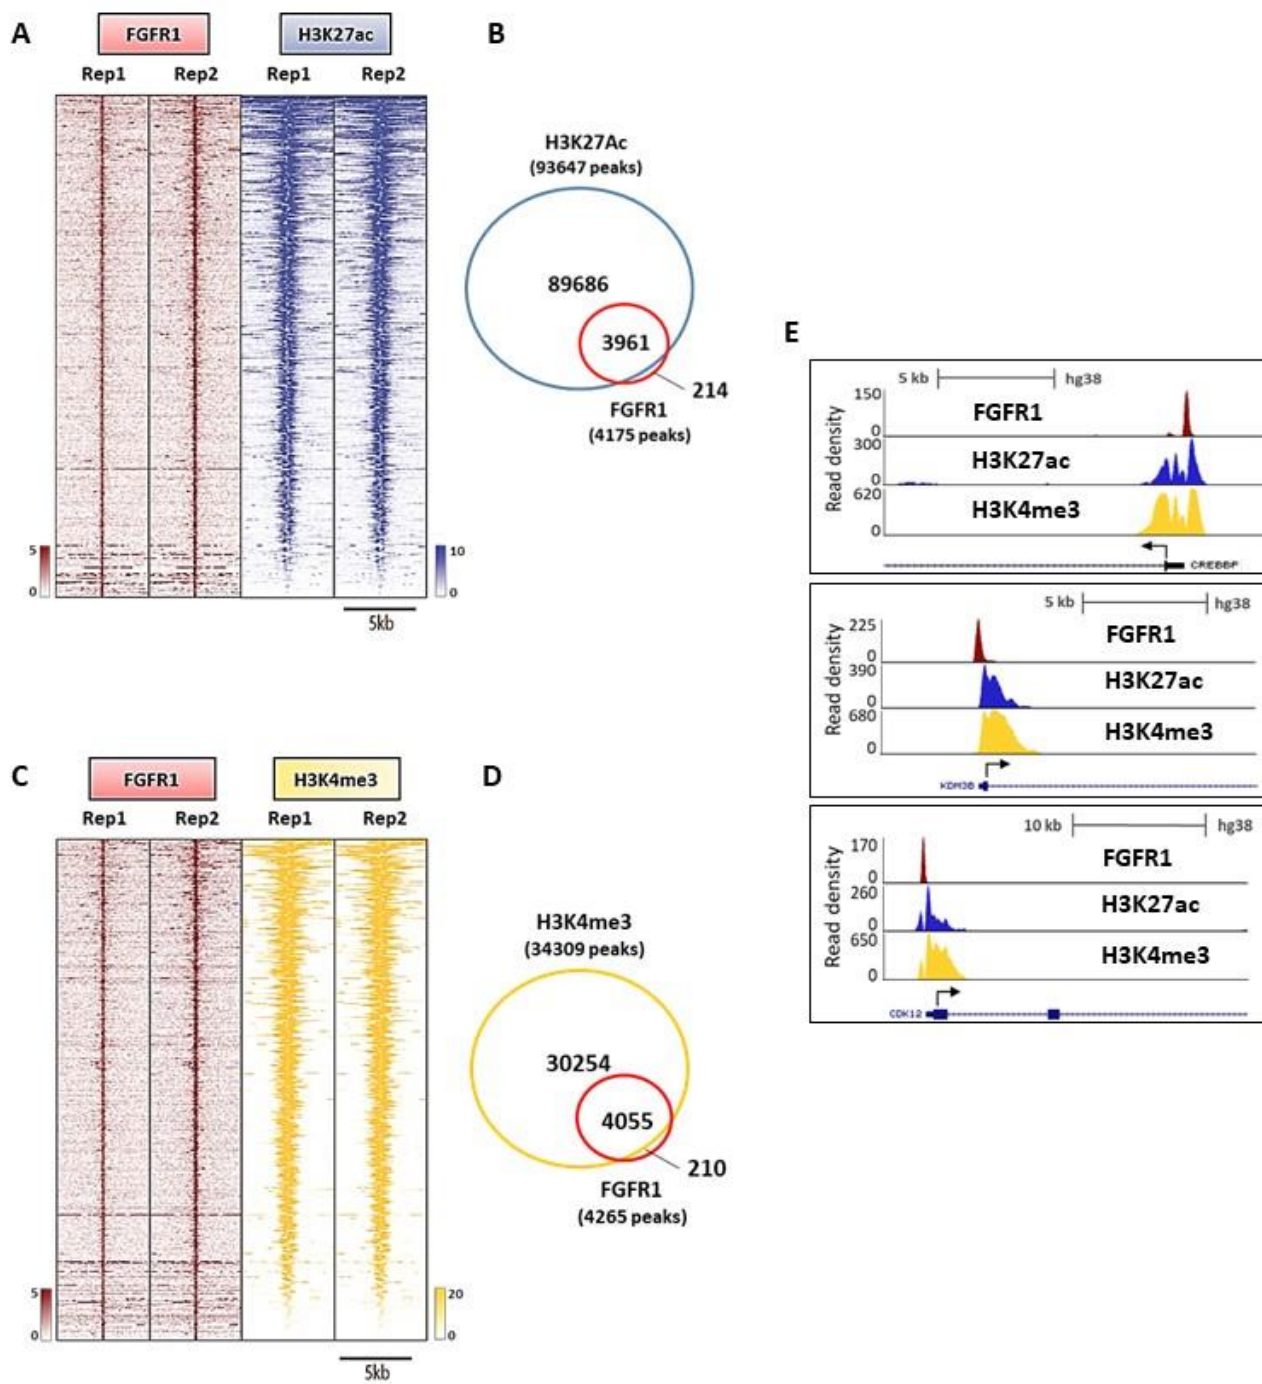 A
FGFR1
H3K27ac
Rep1
Rep2
Rep1
Rep2
5
0
10
0
5kb
B
H3K27Ac
(93647 peaks)
89686
3961
214
FGFR1
(4175 peaks)
C
FGFR1
H3K4me3
Rep1
Rep2
Rep1
Rep2
5
0
20
0
5kb
D
H3K4me3
(34309 peaks)
30254
4055
210
FGFR1
(4265 peaks)
E
5 kb
hg38
Read density
150
0
FGFR1
300
0
H3K27ac
620
0
H3K4me3
CREBBP
5 kb
hg38
Read density
225
0
FGFR1
390
0
H3K27ac
680
0
H3K4me3
KDM3B
10 kb
hg38
Read density
170
0
FGFR1
260
0
H3K27ac
650
0
H3K4me3
CDK12